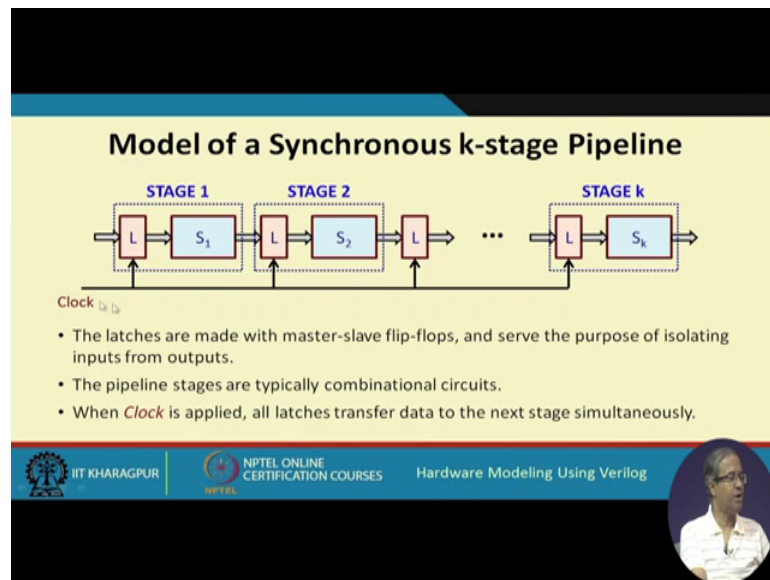 Model of a Synchronous k-stage Pipeline
STAGE 1 STAGE 2 STAGE k
L S1 L S2 L ••• L Sk
Clock
• The latches are made with master-slave flip-flops, and serve the purpose of isolating
inputs from outputs.
• The pipeline stages are typically combinational circuits.
• When Clock is applied, all latches transfer data to the next stage simultaneously.
IIT KHARAGPUR
NPTEL
NPTEL ONLINE
CERTIFICATION COURSES
Hardware Modeling Using Verilog